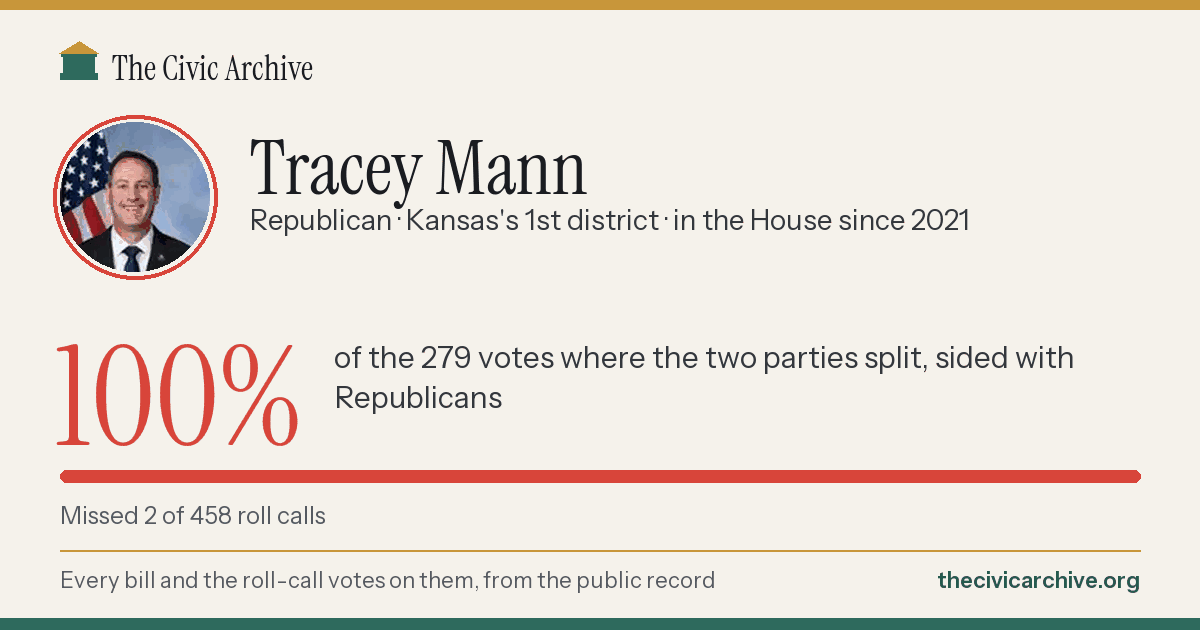 The Civic Archive
Tracey Mann
Republican · Kansas's 1st district · in the House since 2021
100%
of the 279 votes where the two parties split, sided with
Republicans
Missed 2 of 458 roll calls
Every bill and the roll-call votes on them, from the public record
thecivicarchive.org